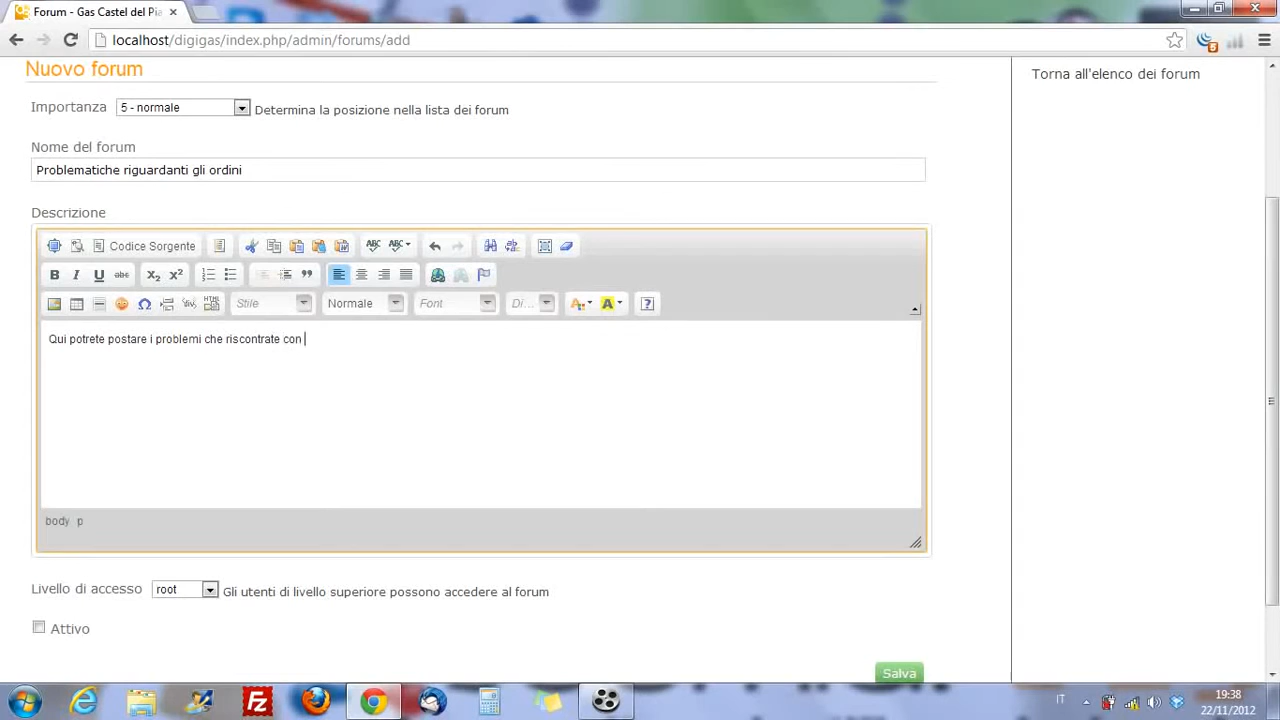 Forum - Gas Castel del Pia
localhost/digigas/index.php/admin/forums/add
5
Nuovo forum
Torna all'elenco dei forum
Importanza 5 - normale Determina la posizione nella lista dei forum
Nome del forum
Problematiche riguardanti gli ordini
Descrizione
Codice Sorgente
Stile Normale Font Di...
Qui potrete postare i problemi che riscontrate con
body p
Livello di accesso root Gli utenti di livello superiore possono accedere al forum
Attivo
Salva
IT
19:38
22/11/2012